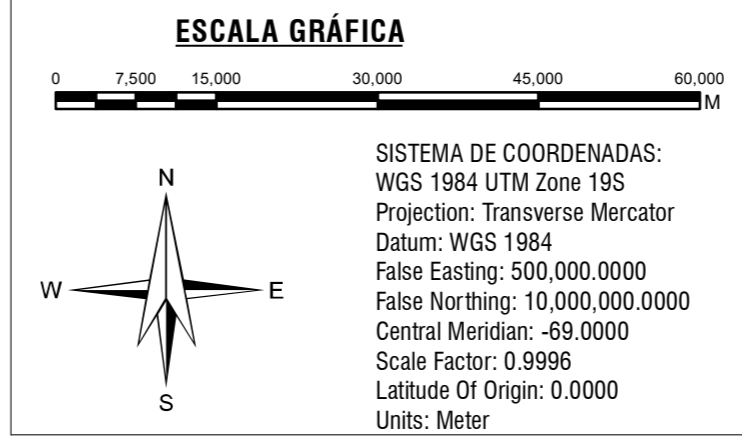 ESCALA GRÁFICA
0 7,500 15,000 30,000 45,000 60,000
M
N
W E
S
SISTEMA DE COORDENADAS:
WGS 1984 UTM Zone 19S
Projection: Transverse Mercator
Datum: WGS 1984
False Easting: 500,000.0000
False Northing: 10,000,000.0000
Central Meridian: -69.0000
Scale Factor: 0.9996
Latitude Of Origin: 0.0000
Units: Meter